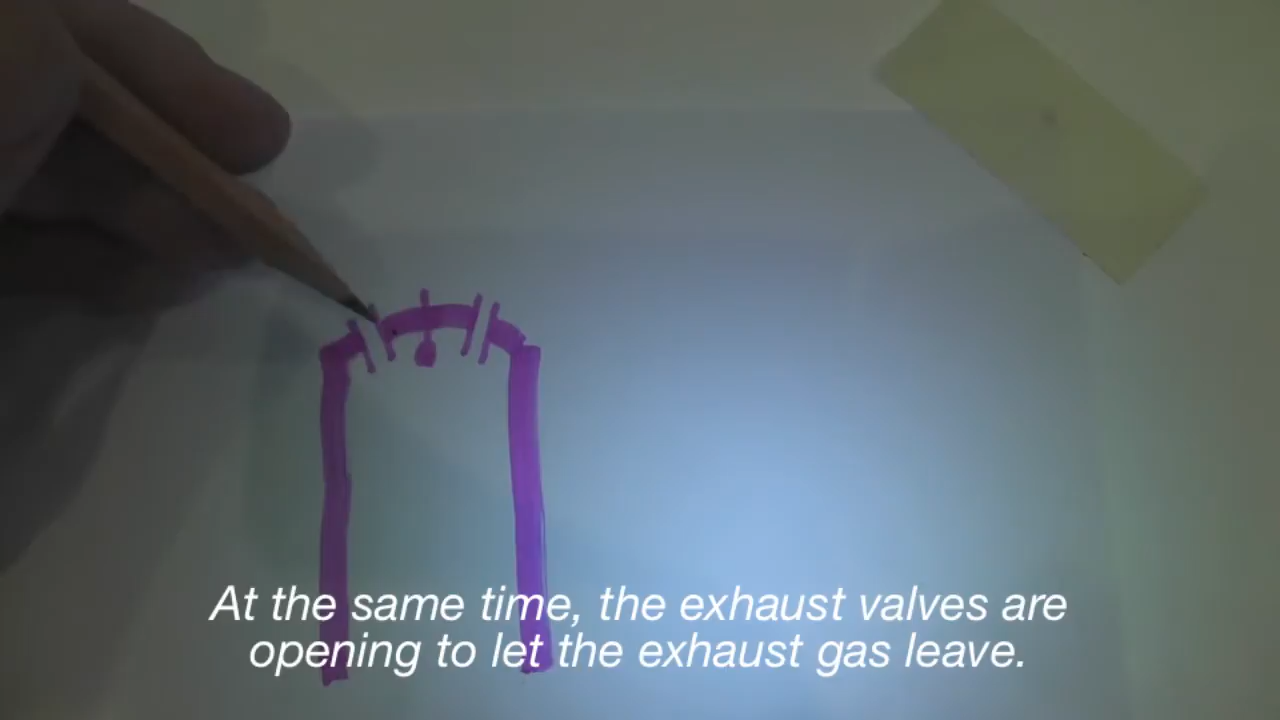 At the same time, the exhaust valves are
opening to let the exhaust gas leave.